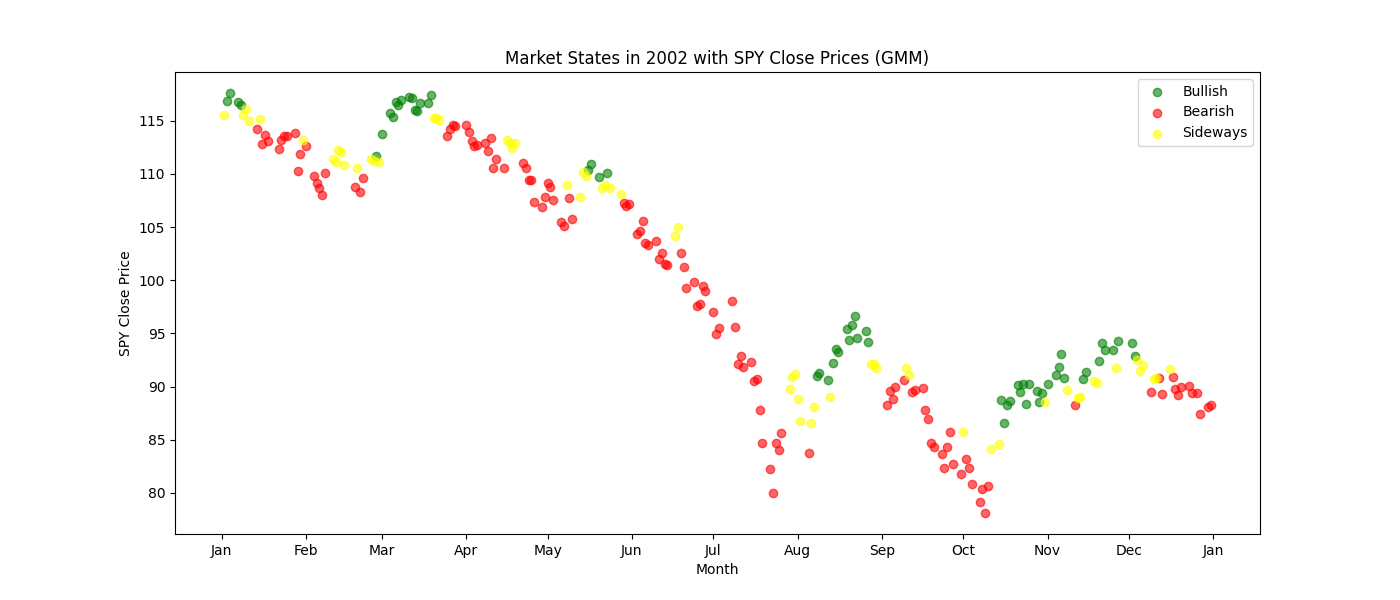 Market States in 2002 with SPY Close Prices (GMM)
Bullish
Bearish
Sideways
SPY Close Price
115
110
105
100
95
90
85
80
Jan Feb Mar Apr May Jun Jul Aug Sep Oct Nov Dec Jan
Month